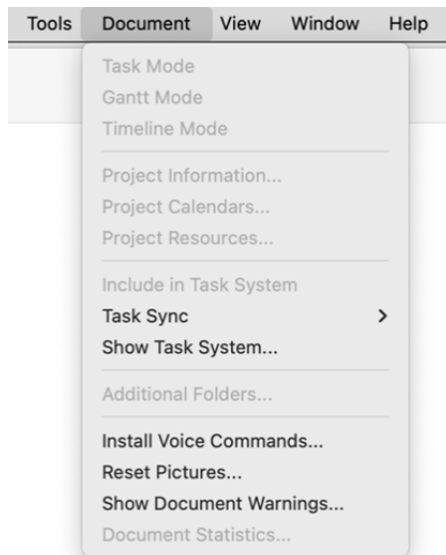 Tools Document View Window Help
Task Mode
Gantt Mode
Timeline Mode
Project Information...
Project Calendars...
Project Resources...
Include in Task System
Task Sync
Show Task System...
Additional Folders...
Install Voice Commands...
Reset Pictures...
Show Document Warnings...
Document Statistics...